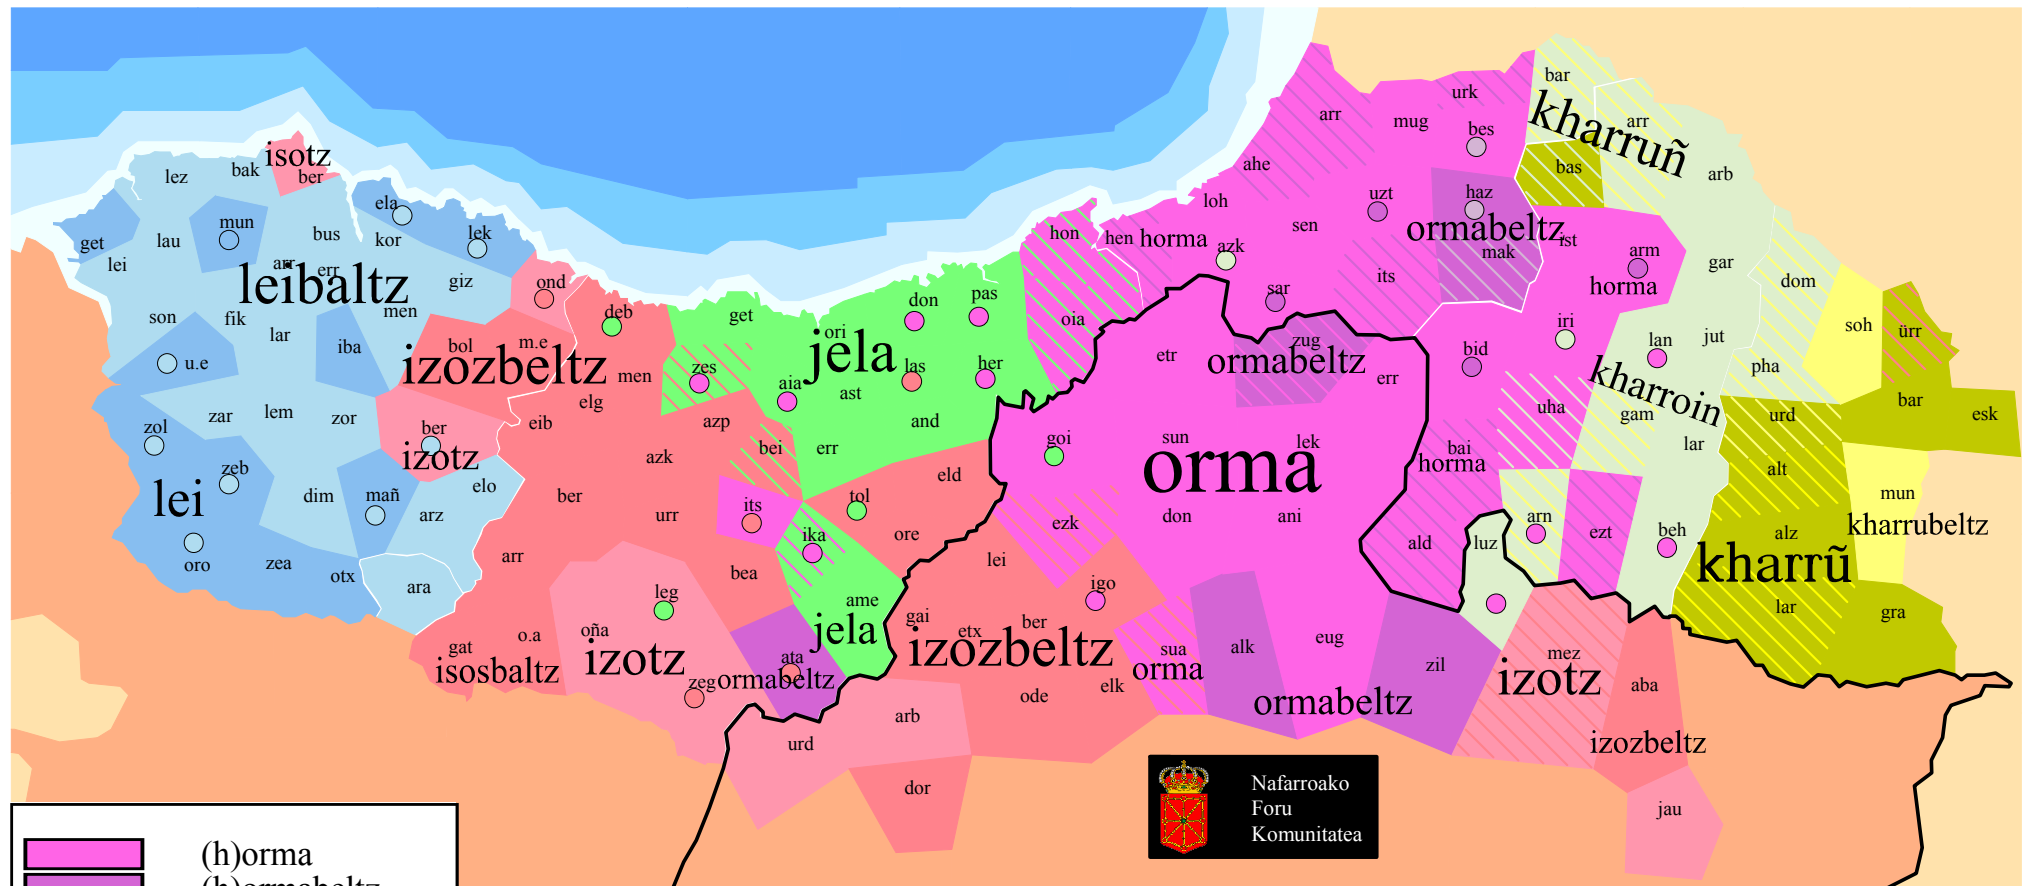 bar
urk
arr
mug
arr
kharruñ
bes
isotz
ber
bak
lez
ahe
bas
arb
uzt
haz
loh
ela
mun
sen
ormabeltz
ist
lek
kor
bus
lau
get
lei
hon
hen
horma
azk
mak
arm
gar
arr
err
leibaltz
giz
ond
its
horma
dom
sar
don
pas
men
deb
get
oia
son
fik
lar
iba
ori
jela
iri
soh
ürr
zug
ormabeltz
etr
bol
m.e
izozbeltz
men
u.e
zes
las
her
aia
ast
err
bid
lan
jut
pha
kharroin
elg
bar
zar
lem
zor
eib
azp
and
uha
gam
urd
esk
zol
ber
izotz
bei
err
goi
sun
orma
lek
bai
horma
lar
azk
zeb
lei
eld
alt
dim
mañ
elo
ber
arz
urr
its
tol
ezk
don
ani
arn
ezt
beh
mun
kharrubeltz
ika
ore
ald
luz
alz
kharrũ
oro
zea
otx
ara
arr
bea
lei
igo
leg
ame
jela
gai
etx
ber
izozbeltz
lar
gra
oña
o.a
gat
isosbaltz
izotz
ata
zeg
ormabeltz
sua
orma
alk
eug
zil
mez
izotz
aba
ode
elk
ormabeltz
arb
urd
izozbeltz
dor
jau
Nafarroako
Foru
Komunitatea
(h)orma
(h)ormabeltz